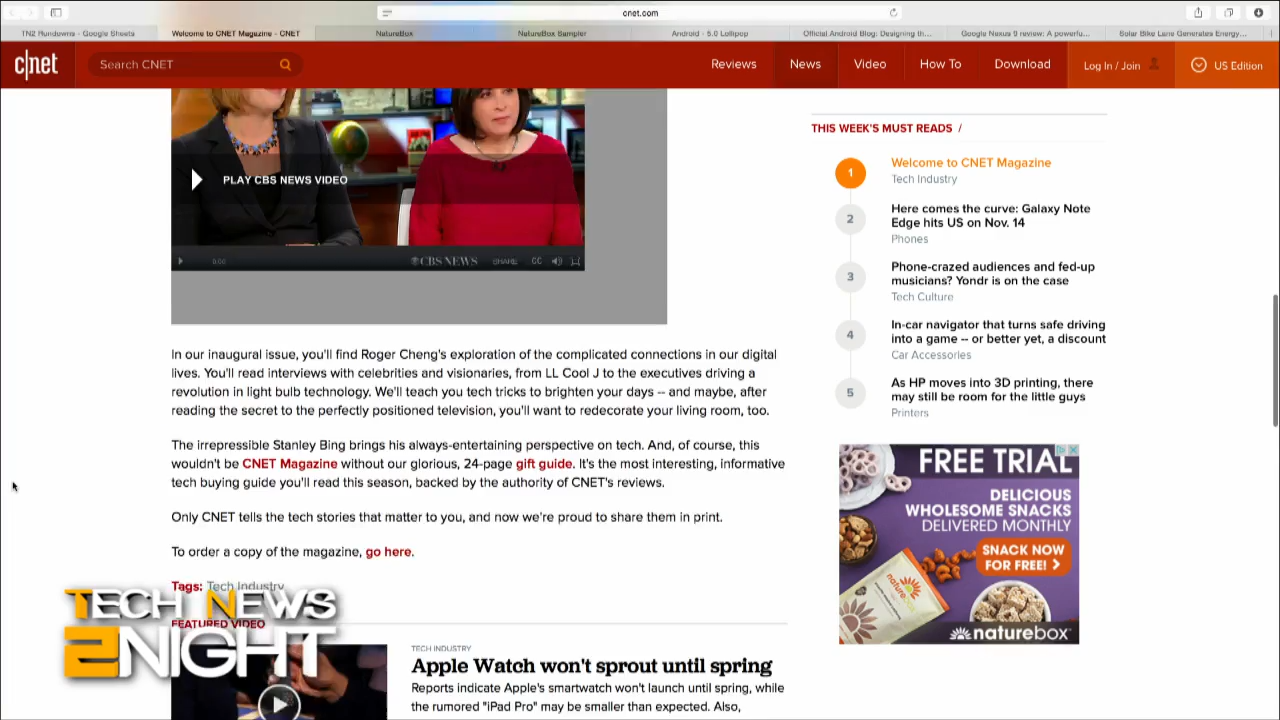 cnet.com
TN2 Rundowns - Google Sheets
Welcome to CNET Magazine - CNET
NatureBox
NatureBox Sampler
Android - 5.0 Lollipop
Official Android Blog: Designing th...
Google Nexus 9 review: A powerfu...
Solar Bike Lane Generates Energy...
c|net
Search CNET
Reviews
News
Video
How To
Download
Log In / Join
US Edition
PLAY CBS NEWS VIDEO
0:00
CBS NEWS
SHARE
CC
In our inaugural issue, you'll find Roger Cheng's exploration of the complicated connections in our digital
lives. You'll read interviews with celebrities and visionaries, from LL Cool J to the executives driving a
revolution in light bulb technology. We'll teach you tech tricks to brighten your days -- and maybe, after
reading the secret to the perfectly positioned television, you'll want to redecorate your living room, too.
The irrepressible Stanley Bing brings his always-entertaining perspective on tech. And, of course, this
wouldn't be CNET Magazine without our glorious, 24-page gift guide. It's the most interesting, informative
tech buying guide you'll read this season, backed by the authority of CNET's reviews.
Only CNET tells the tech stories that matter to you, and now we're proud to share them in print.
To order a copy of the magazine, go here.
Tags: Tech Industry
FEATURED VIDEO
TECH NEWS
2NIGHT
TECH INDUSTRY
Apple Watch won't sprout until spring
Reports indicate Apple's smartwatch won't launch until spring, while
the rumored "iPad Pro" may be smaller than expected. Also,
THIS WEEK'S MUST READS /
1
Welcome to CNET Magazine
Tech Industry
2
Here comes the curve: Galaxy Note
Edge hits US on Nov. 14
Phones
3
Phone-crazed audiences and fed-up
musicians? Yondr is on the case
Tech Culture
4
In-car navigator that turns safe driving
into a game -- or better yet, a discount
Car Accessories
5
As HP moves into 3D printing, there
may still be room for the little guys
Printers
FREE TRIAL
DELICIOUS
WHOLESOME SNACKS
DELIVERED MONTHLY
SNACK NOW
FOR FREE!
naturebox